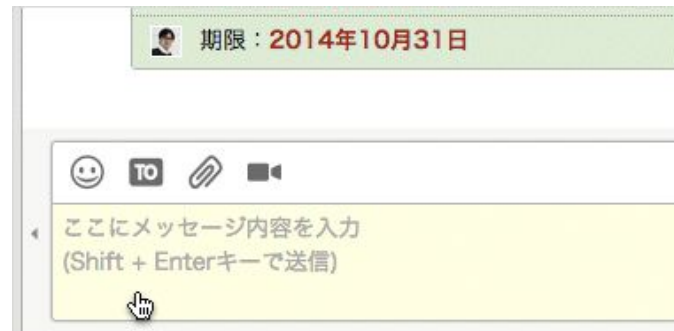 期限：2014年10月31日
TO
ここにメッセージ内容を入力
(Shift + Enterキーで送信)